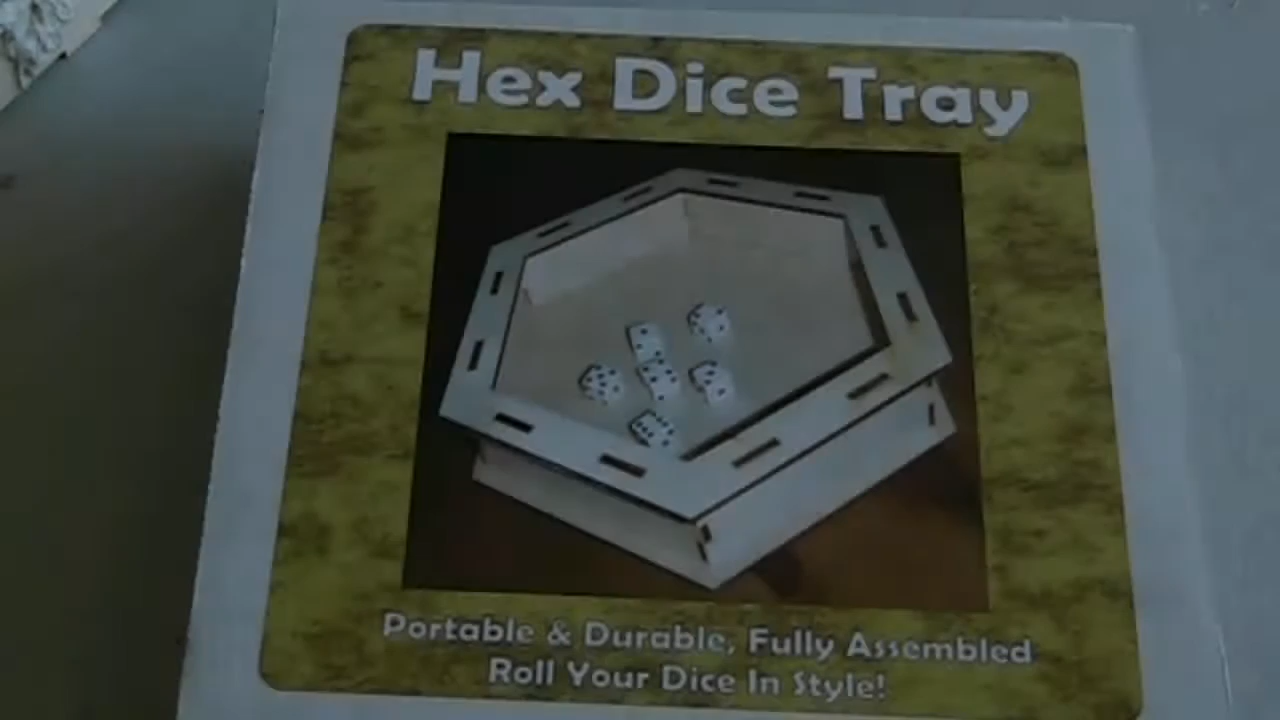 Hex Dice Tray
Portable & Durable, Fully Assembled
Roll Your Dice In Style!